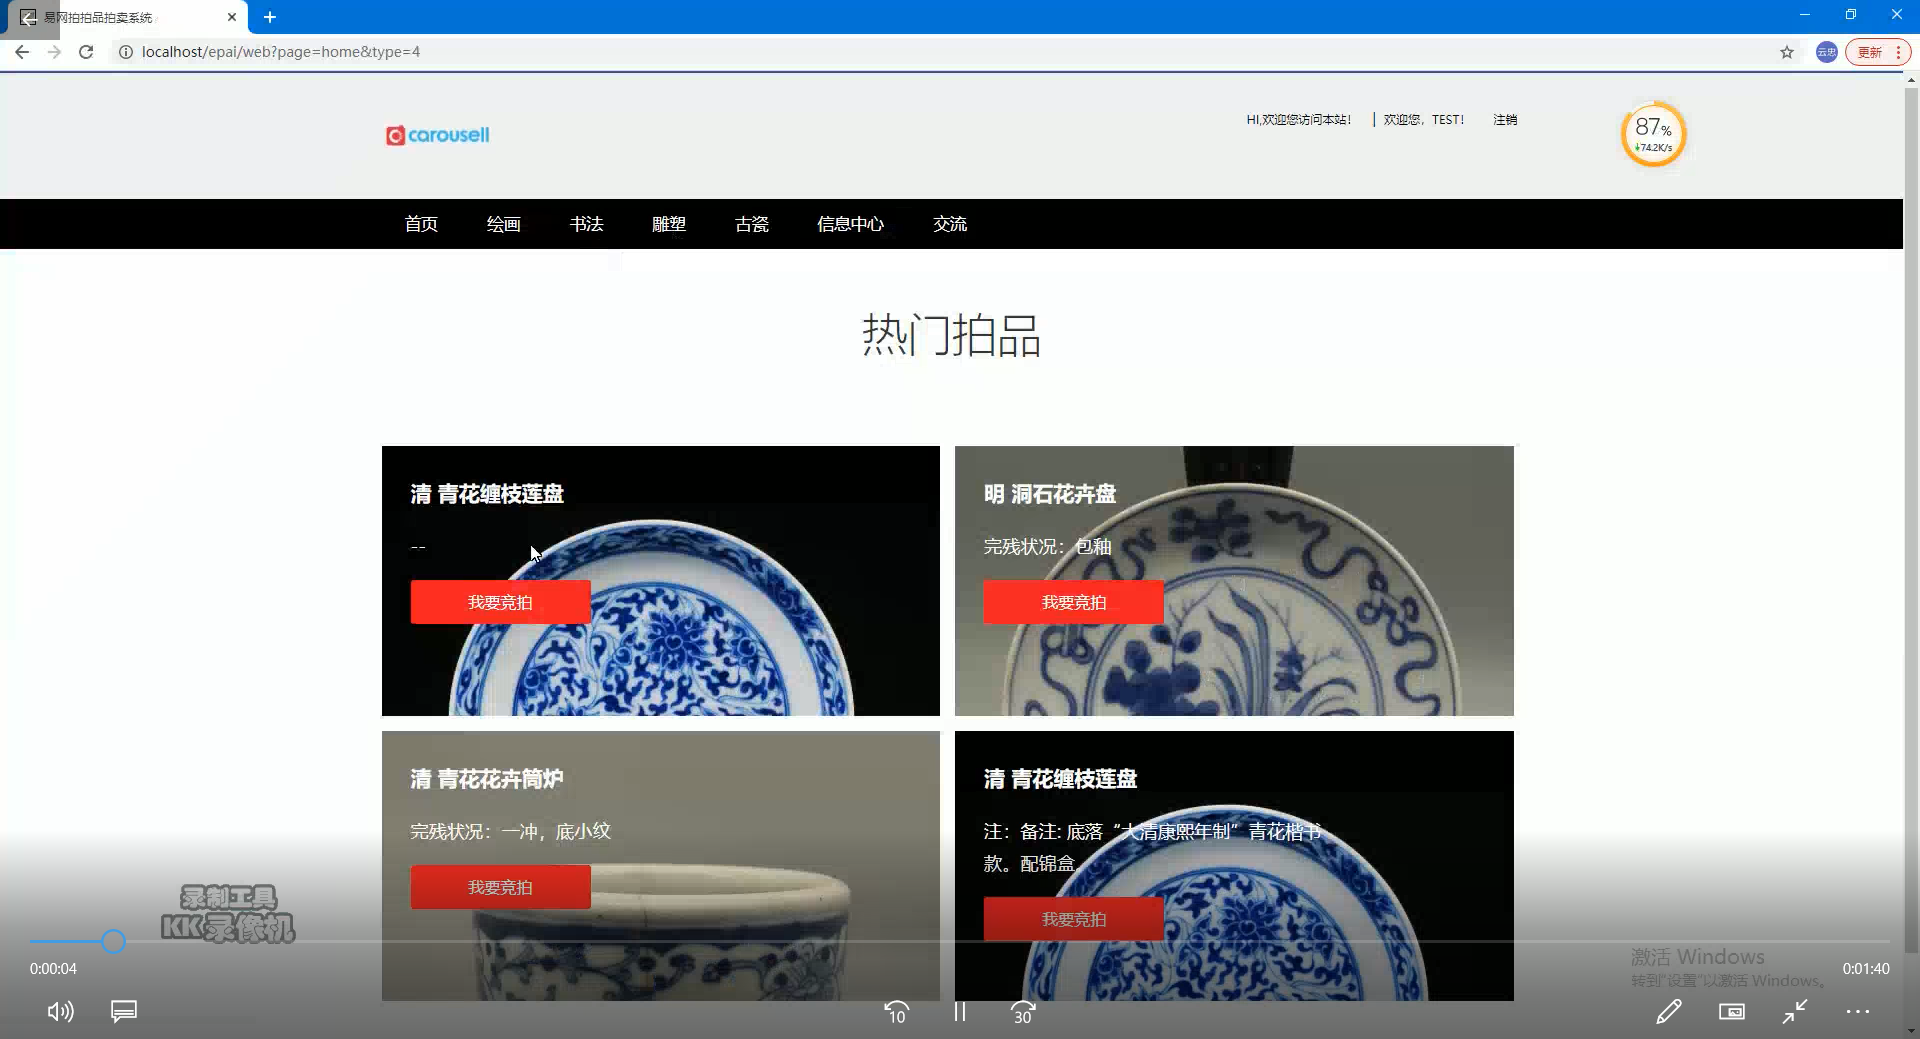 易网拍拍品拍卖系统
localhost/epai/web?page=home&type=4
云忠
更新
carousell
HI,欢迎您访问本站!
欢迎您, TEST!
注销
87%
74.2K/s
首页 绘画 书法 雕塑 古瓷 信息中心 交流
热门拍品
清 青花缠枝莲盘
--
我要竞拍
明 洞石花卉盘
完残状况：包釉
我要竞拍
清 青花花卉筒炉
完残状况：一冲，底小纹
我要竞拍
清 青花缠枝莲盘
注：备注: 底落“大清康熙年制”青花楷书
款。配锦盒。
我要竞拍
录制工具
KK录像机
激活 Windows
转到"设置"以激活 Windows。
0:00:04
0:01:40
10
30